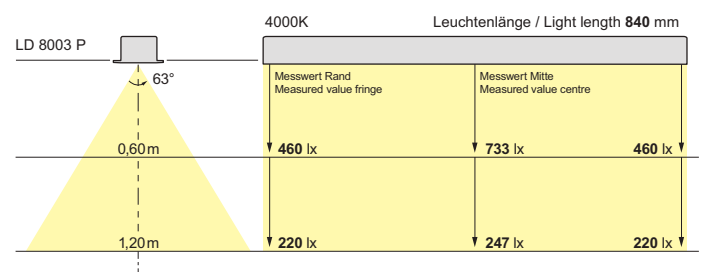 4000K
Leuchtenlänge / Light length 840 mm
LD 8003 P
63°
Messwert Rand
Measured value fringe
Messwert Mitte
Measured value centre
0,60 m
460 lx
733 lx
460 lx
1,20 m
220 lx
247 lx
220 lx